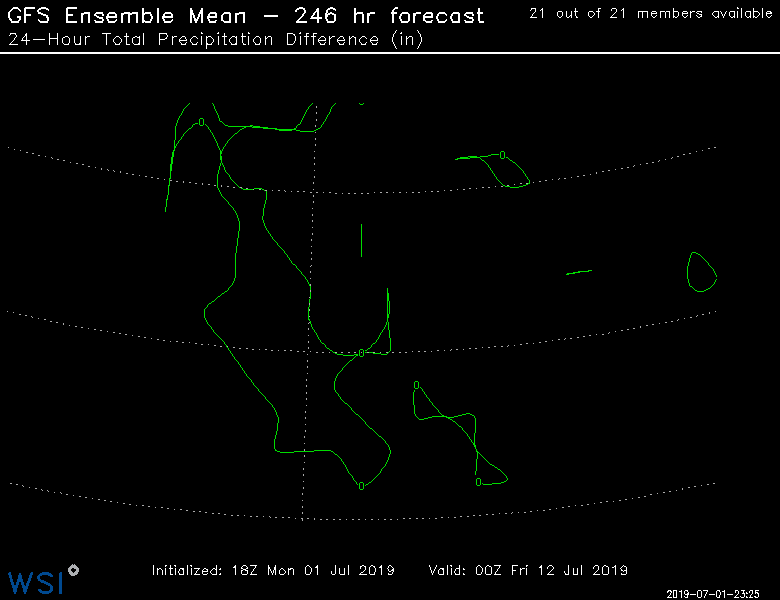 GFS Ensemble Mean – 246 hr forecast
21 out of 21 members available
24–Hour Total Precipitation Difference (in)
0
0
0
0
0
0
WSI
Initialized: 18Z Mon 01 Jul 2019
Valid: 00Z Fri 12 Jul 2019
2019-07-01-23:25